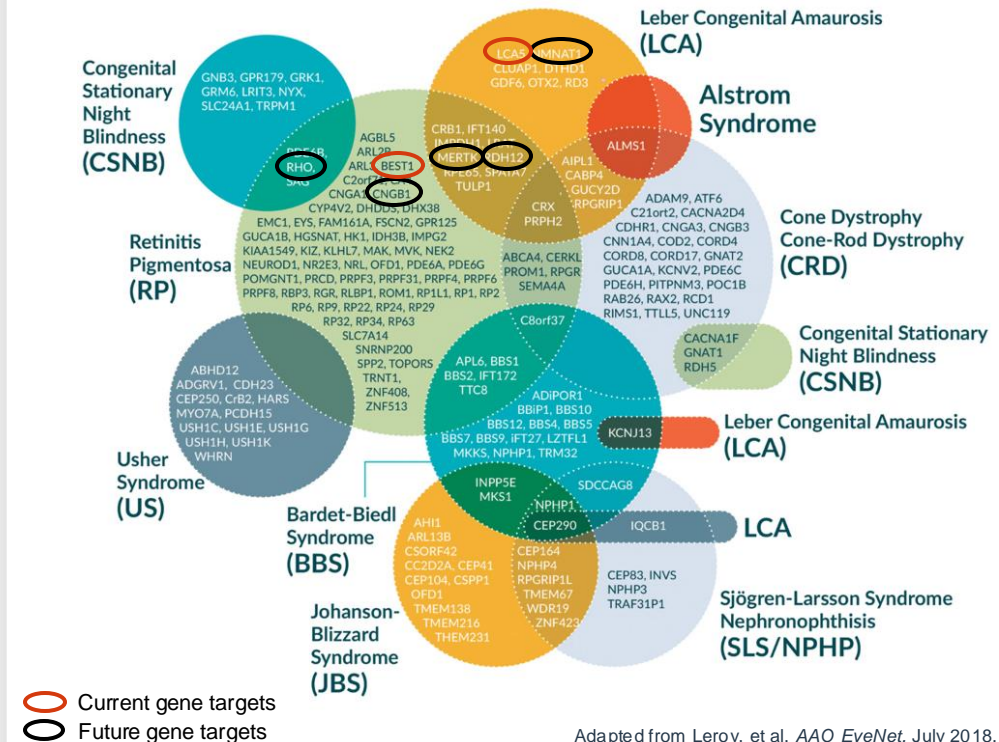 Leber Congenital Amaurosis
(LCA)
Congenital
Stationary
Night
Blindness
(CSNB)
GNB3, GPR179, GRK1,
GRM6, LRIT3, NYX,
SLC24A1, TRPM1
LCA5,
CLUAP1, DTHD1
GDF6, OTX2, RD3
Alstrom
Syndrome
ALMS1
PDE6B,
RHO,
SAG
CRB1, IFT140
MERTK, RDH12
RPE65, SPATA7
TULP1
AIPL1
CABP4
GUCY2D
RPGRIP1
CRX
PRPH2
ABCA4, CERKL
PROM1, RPGR
SEMA4A
Retinitis
Pigmentosa
(RP)
AGBL5
BEST1
CNGA1, CNGB1
CYP4V2, DHDDS, DHX38
EMC1, EYS, FAM161A, FSCN2, GPR125
GUCA1B, HGSNAT, HK1, IDH3B, IMPG2
KIAA1549, KIZ, KLHL7, MAK, MVK, NEK2
NEUROD1, NR2E3, NRL, OFD1, PDE6A, PDE6G
POMGNT1, PRCD, PRPF3, PRPF31, PRPF4, PRPF6
PRPF8, RBP3, RGR, RLBP1, ROM1, RP1L1, RP1, RP2
RP6, RP9, RP22, RP24, RP29
RP32, RP34, RP63
SLC7A14
SNRNP200
SPP2, TOPORS
TRNT1,
ZNF408,
ZNF513
ADAM9, ATF6
C21ort2, CACNA2D4
CDHR1, CNGA3, CNGB3
CNN1A4, COD2, CORD4
CORD8, CORD17, GNAT2
GUCA1A, KCNV2, PDE6C
PDE6H, PITPNM3, POC1B
RAB26, RAX2, RCD1
RIMS1, TTLL5, UNC119
Cone Dystrophy
Cone-Rod Dystrophy
(CRD)
C8orf37
CACNA1F
GNAT1
RDH5
Congenital Stationary
Night Blindness
(CSNB)
ABHD12
ADGRV1, CDH23
CEP250, CrB2, HARS
MYO7A, PCDH15
USH1C, USH1E, USH1G
USH1H, USH1K
WHRN
Usher
Syndrome
(US)
APL6, BBS1
BBS2, IFT172
TTC8
ADiPOR1
BBiP1, BBS10
BBS12, BBS4, BBS5
BBS7, BBS9, iFT27, LZTFL1
MKKS, NPHP1, TRM32
KCNJ13
Leber Congenital Amaurosis
(LCA)
Bardet-Biedl
Syndrome
(BBS)
INPP5E
MKS1
SDCCAG8
NPHP1
CEP290
IQCB1
LCA
AHI1
ARL13B
CSORF42
CC2D2A, CEP41
CEP104, CSPP1
OFD1
TMEM138
TMEM216
THEM231
CEP164
NPHP4
RPGRIP1L
TMEM67
WDR19
ZNF423
CEP83, INVS
NPHP3
TRAF31P1
Johanson-
Blizzard
Syndrome
(JBS)
Sjögren-Larsson Syndrome
Nephronophthisis
(SLS/NPHP)
Current gene targets
Future gene targets
Adapted from Leroy, et al. AAO EyeNet. July 2018.